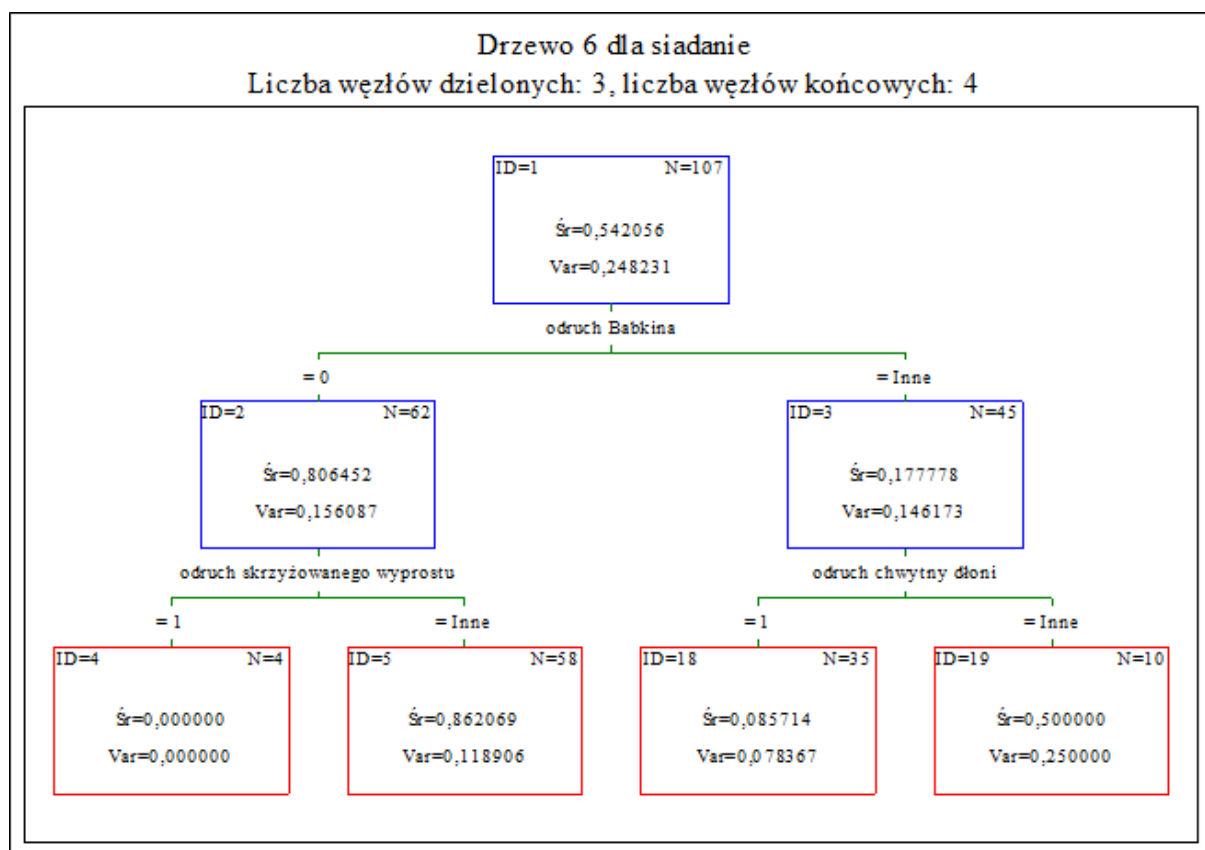 Drzewo 6 dla siadanie
Liczba węzłów dzielonych: 3, liczba węzłów końcowych: 4
ID=1 N=107
Śr=0,542056
Var=0,248231
odruch Babkina
= 0 = Inne
ID=2 N=62 ID=3 N=45
Śr=0,806452 Śr=0,177778
Var=0,156087 Var=0,146173
odruch skrzyżowanego wyprostu odruch chwytny dłoni
= 1 = Inne = 1 = Inne
ID=4 N=4 ID=5 N=58 ID=18 N=35 ID=19 N=10
Śr=0,000000 Śr=0,862069 Śr=0,085714 Śr=0,500000
Var=0,000000 Var=0,118906 Var=0,078367 Var=0,250000